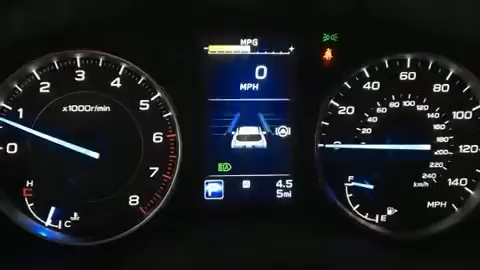 MPG
- +
0
MPH
4.5
5mi
0 1 2 3 4 5 6 7 8
x1000r/min
H
C
0 20 40 60 80 100 120 140
20 40 60 80 100 120 140 160 180 200 220 240
km/h
MPH
F
E